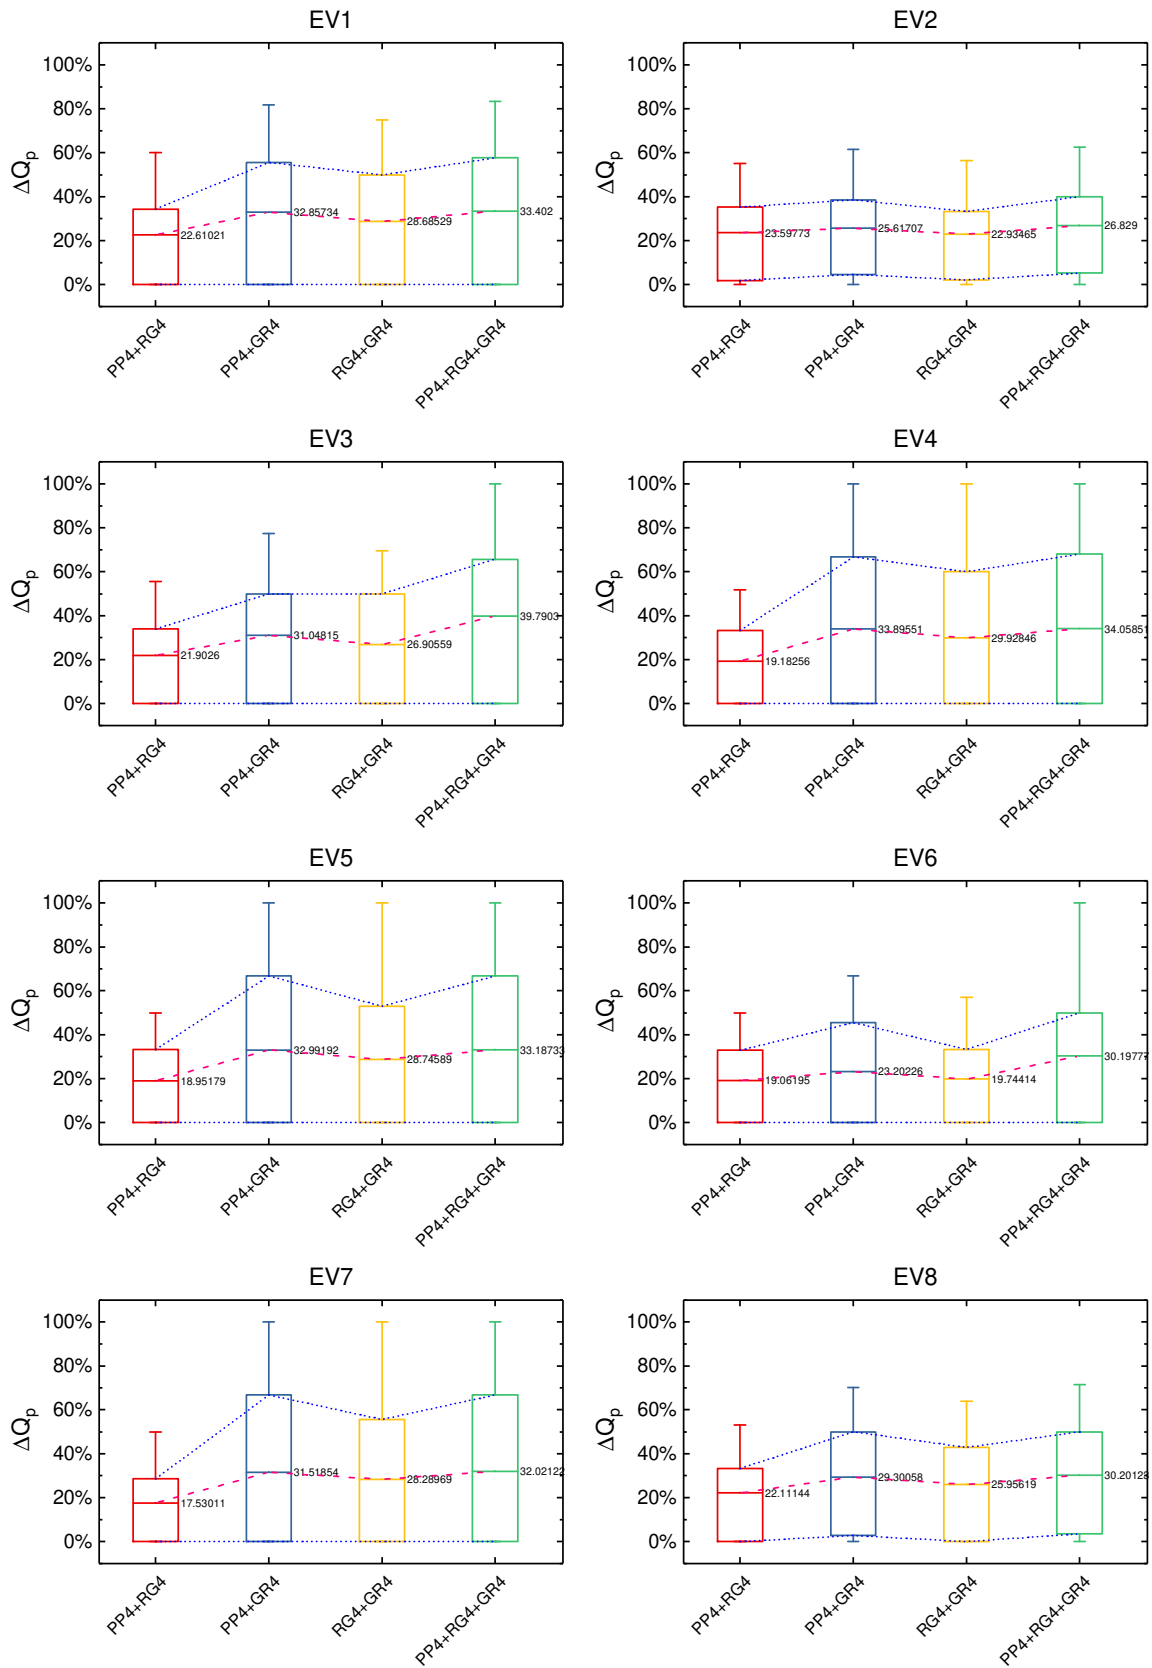 EV1
EV2
100%
80%
60%
40%
20%
0%
ΔQp
22.61021
32.85734
28.68529
33.402
PP4+RG4
PP4+GR4
RG4+GR4
PP4+RG4+GR4
100%
80%
60%
40%
20%
0%
ΔQp
23.59773
25.61707
22.93465
26.829
PP4+RG4
PP4+GR4
RG4+GR4
PP4+RG4+GR4
EV3
EV4
100%
80%
60%
40%
20%
0%
ΔQp
21.9026
31.04815
26.90559
39.7903
PP4+RG4
PP4+GR4
RG4+GR4
PP4+RG4+GR4
100%
80%
60%
40%
20%
0%
ΔQp
19.18256
33.89551
29.92846
34.05851
PP4+RG4
PP4+GR4
RG4+GR4
PP4+RG4+GR4
EV5
EV6
100%
80%
60%
40%
20%
0%
ΔQp
18.95179
32.99192
28.74589
33.18733
PP4+RG4
PP4+GR4
RG4+GR4
PP4+RG4+GR4
100%
80%
60%
40%
20%
0%
ΔQp
19.06195
23.20226
19.74414
30.19777
PP4+RG4
PP4+GR4
RG4+GR4
PP4+RG4+GR4
EV7
EV8
100%
80%
60%
40%
20%
0%
ΔQp
17.53011
31.51854
28.28969
32.02122
PP4+RG4
PP4+GR4
RG4+GR4
PP4+RG4+GR4
100%
80%
60%
40%
20%
0%
ΔQp
22.11144
29.30058
25.95619
30.20128
PP4+RG4
PP4+GR4
RG4+GR4
PP4+RG4+GR4